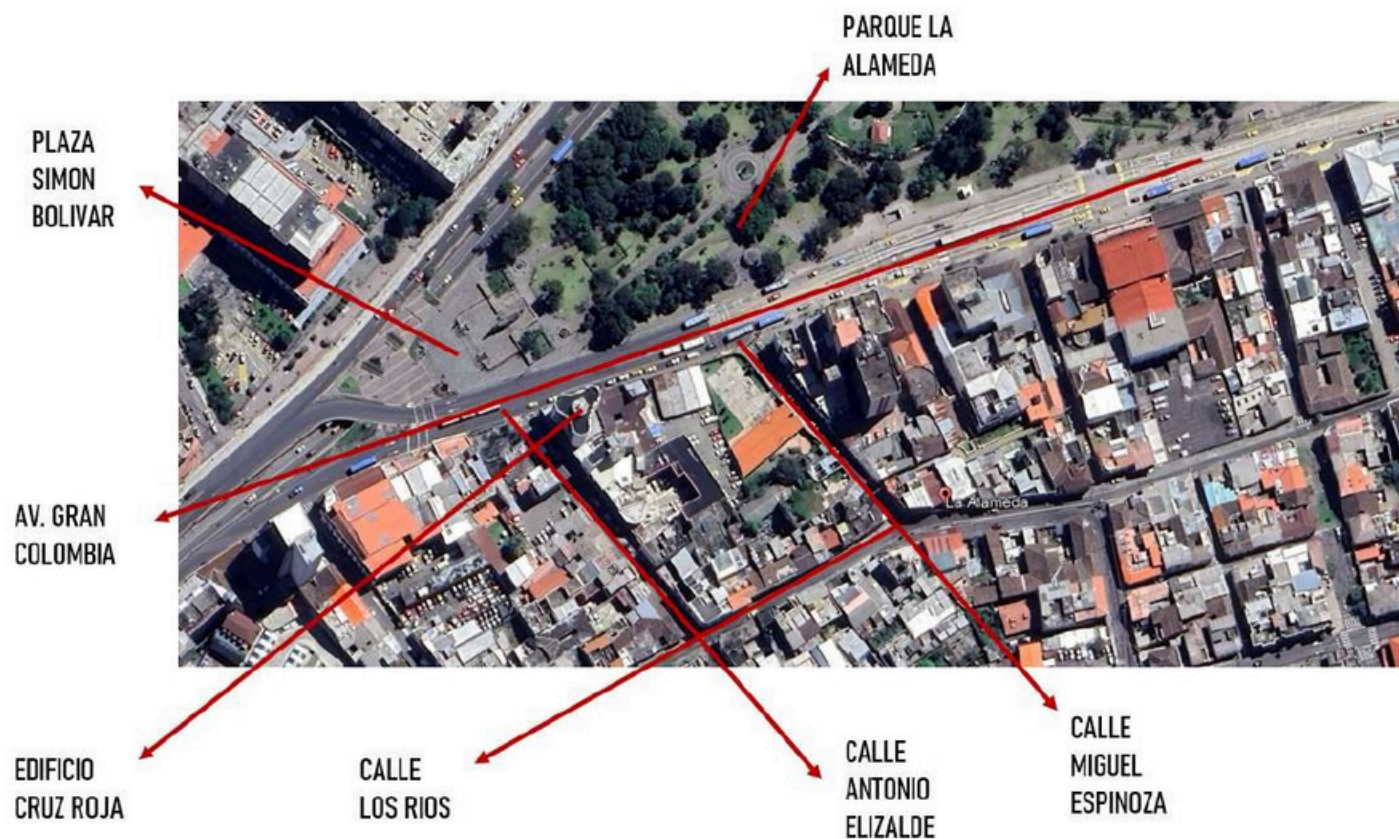 PARQUE LA
ALAMEDA
PLAZA
SIMON
BOLIVAR
La Alameda
AV. GRAN
COLOMBIA
EDIFICIO
CRUZ ROJA
CALLE
LOS RIOS
CALLE
ANTONIO
ELIZALDE
CALLE
MIGUEL
ESPINOZA